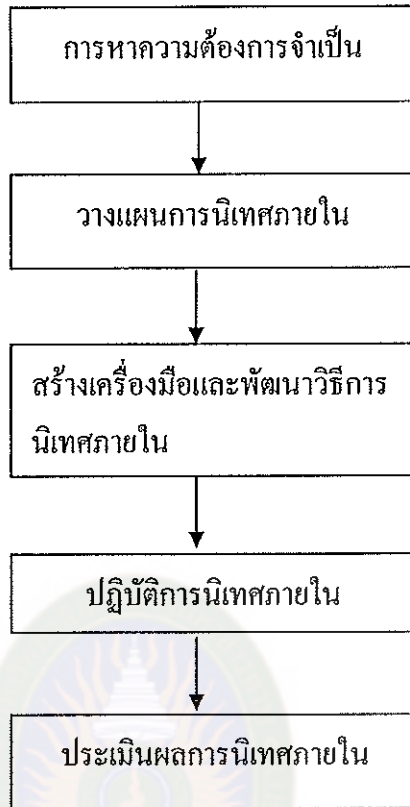 การหาความต้องการจำเป็น
วางแผนการนิเทศภายใน
สร้างเครื่องมือและพัฒนาวิธีการ
นิเทศภายใน
ปฏิบัติการนิเทศภายใน
ประเมินผลการนิเทศภายใน